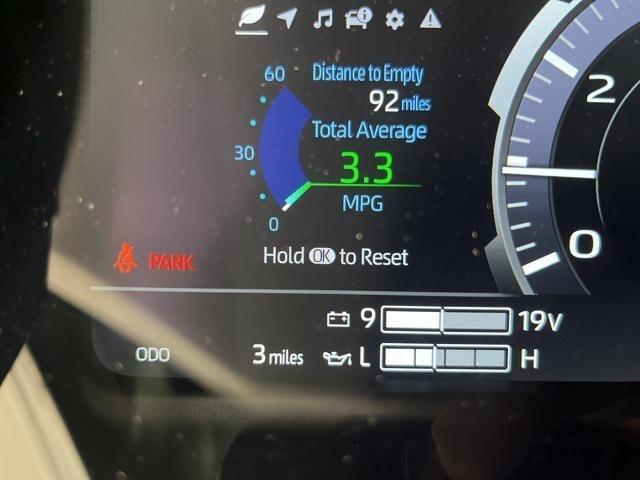 60
Distance to Empty
92 miles
Total Average
30
3.3
MPG
0
Hold OK to Reset
2
0
PARK
9
19V
ODO
3 miles
L
H